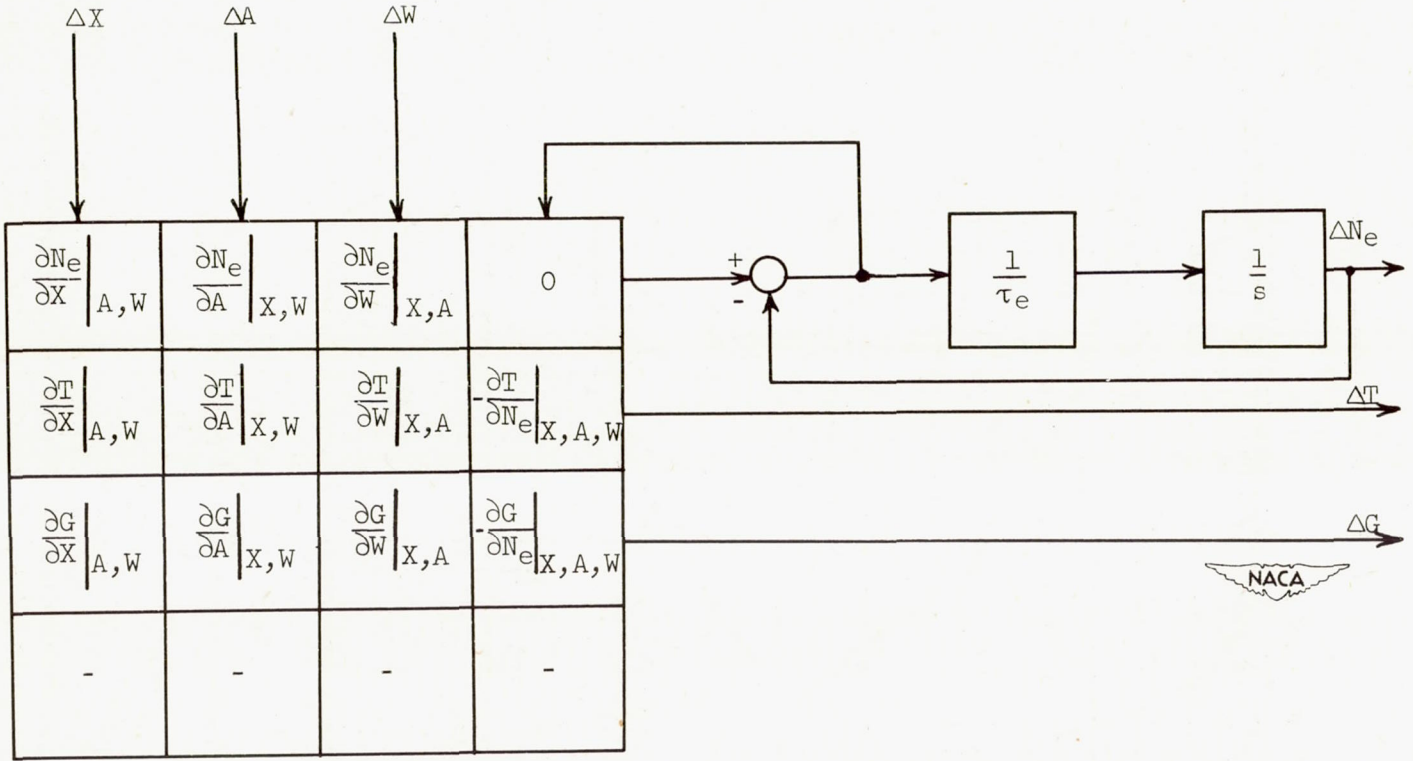 ΔX ΔA ΔW
∂Ne/∂X|A,W ∂Ne/∂A|X,W ∂Ne/∂W|X,A 0
+
-
1/τe
1/s
ΔNe
∂T/∂X|A,W ∂T/∂A|X,W ∂T/∂W|X,A -∂T/∂Ne|X,A,W
ΔT
∂G/∂X|A,W ∂G/∂A|X,W ∂G/∂W|X,A -∂G/∂Ne|X,A,W
ΔG
NACA
- - - -